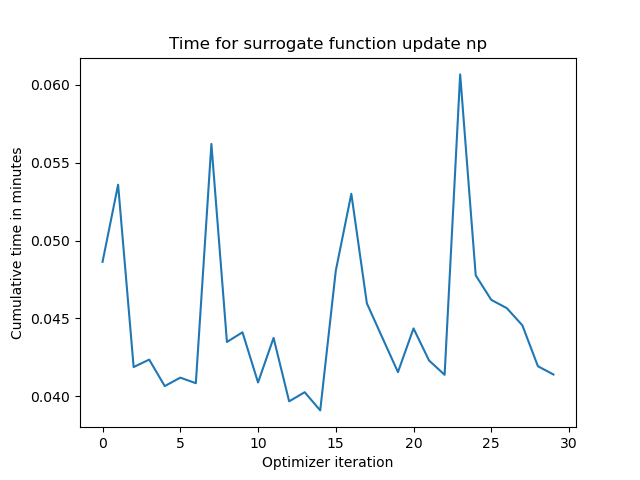 Time for surrogate function update np
Cumulative time in minutes
0.060
0.055
0.050
0.045
0.040
0 5 10 15 20 25 30
Optimizer iteration